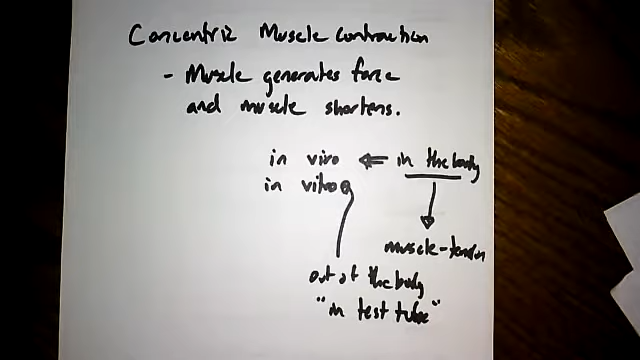 Concentric Muscle contraction
- Muscle generates force
and muscle shortens.
in vivo ⇐ in the body
in vitro
muscle-tendon
out of the body
"in test tube"